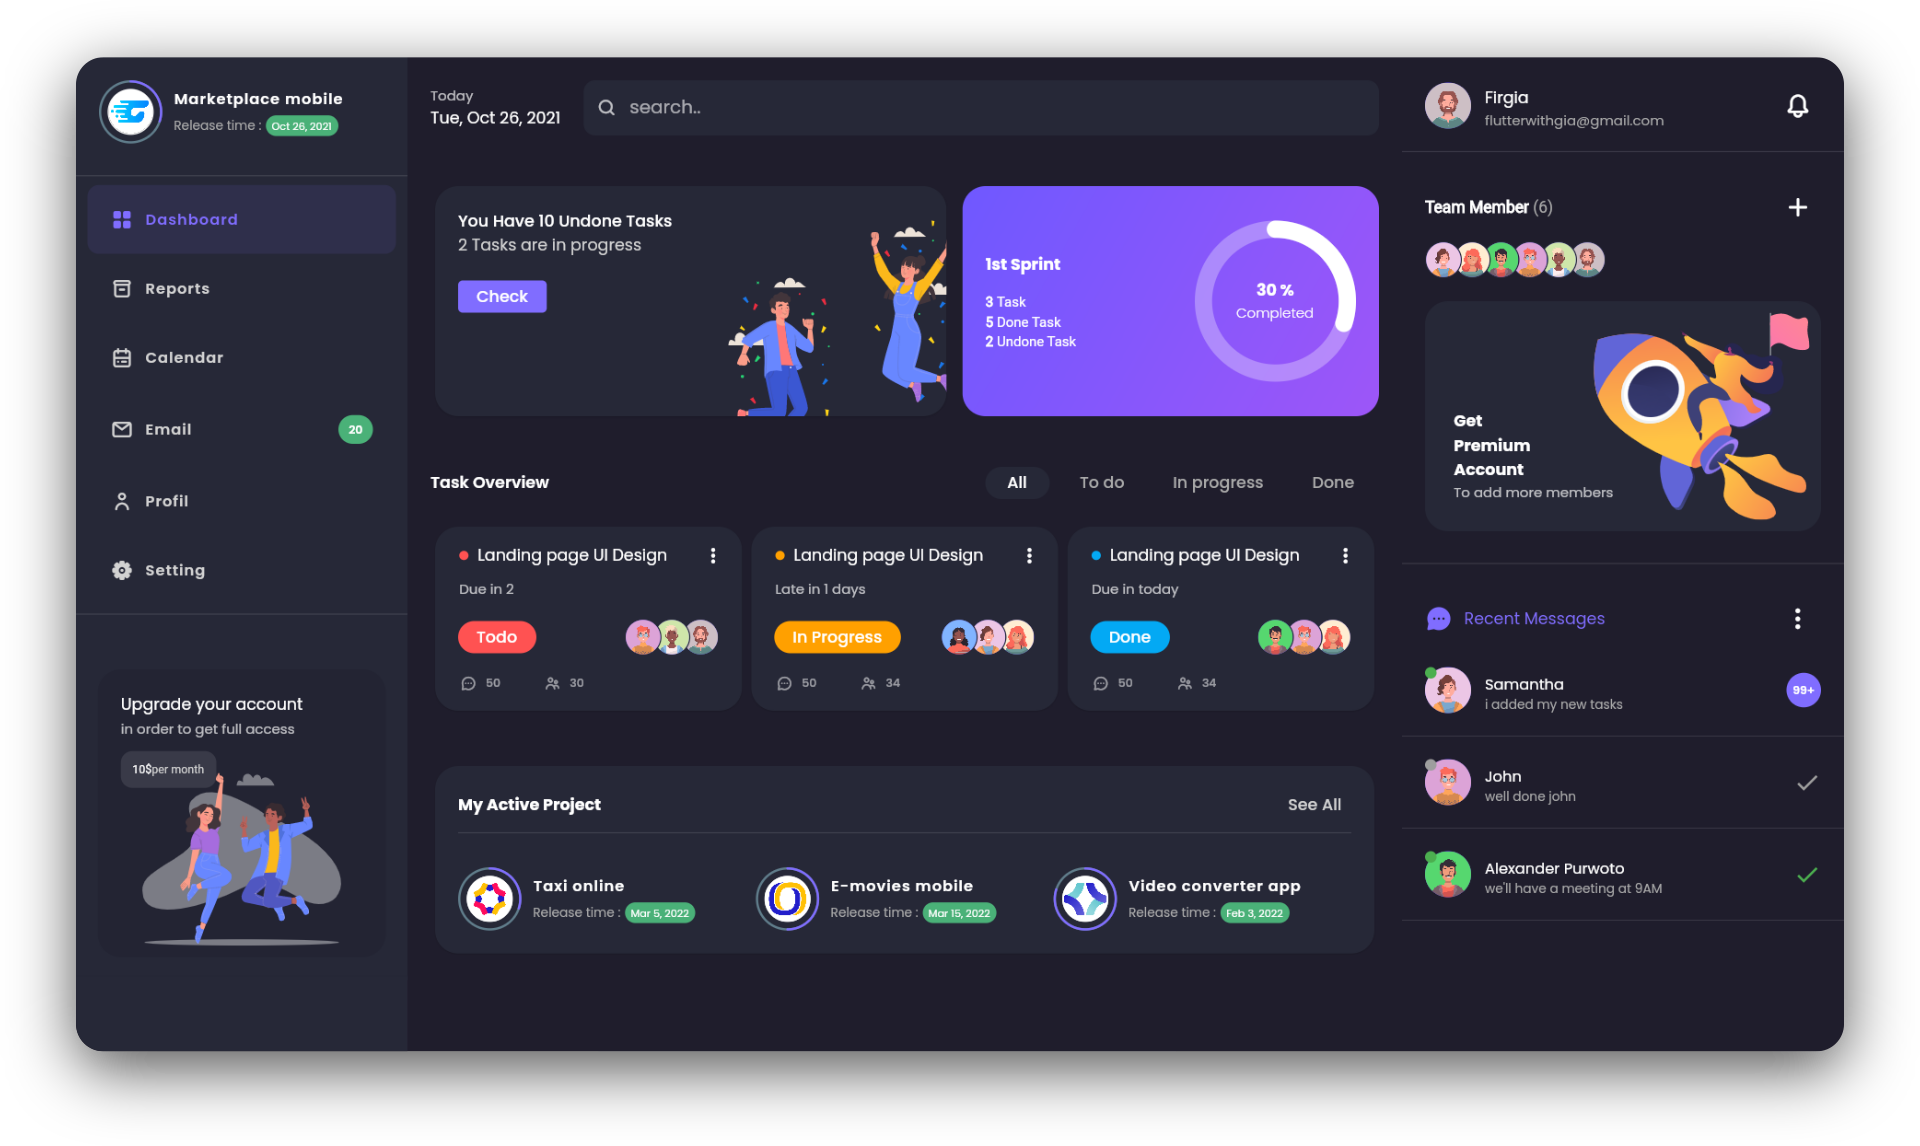 Marketplace mobile
Release time : Oct 26, 2021
Dashboard
Reports
Calendar
Email 20
Profil
Setting
Upgrade your account
in order to get full access
10$per month
Today
Tue, Oct 26, 2021
search..
You Have 10 Undone Tasks
2 Tasks are in progress
Check
1st Sprint
3 Task
5 Done Task
2 Undone Task
30 %
Completed
Task Overview
All To do In progress Done
Landing page UI Design
Due in 2
Todo
50 30
Landing page UI Design
Late in 1 days
In Progress
50 34
Landing page UI Design
Due in today
Done
50 34
My Active Project See All
Taxi online
Release time : Mar 5, 2022
E-movies mobile
Release time : Mar 15, 2022
Video converter app
Release time : Feb 3, 2022
Firgia
flutterwithgia@gmail.com
Team Member (6)
Get
Premium
Account
To add more members
Recent Messages
Samantha
i added my new tasks
99+
John
well done john
Alexander Purwoto
we'll have a meeting at 9AM